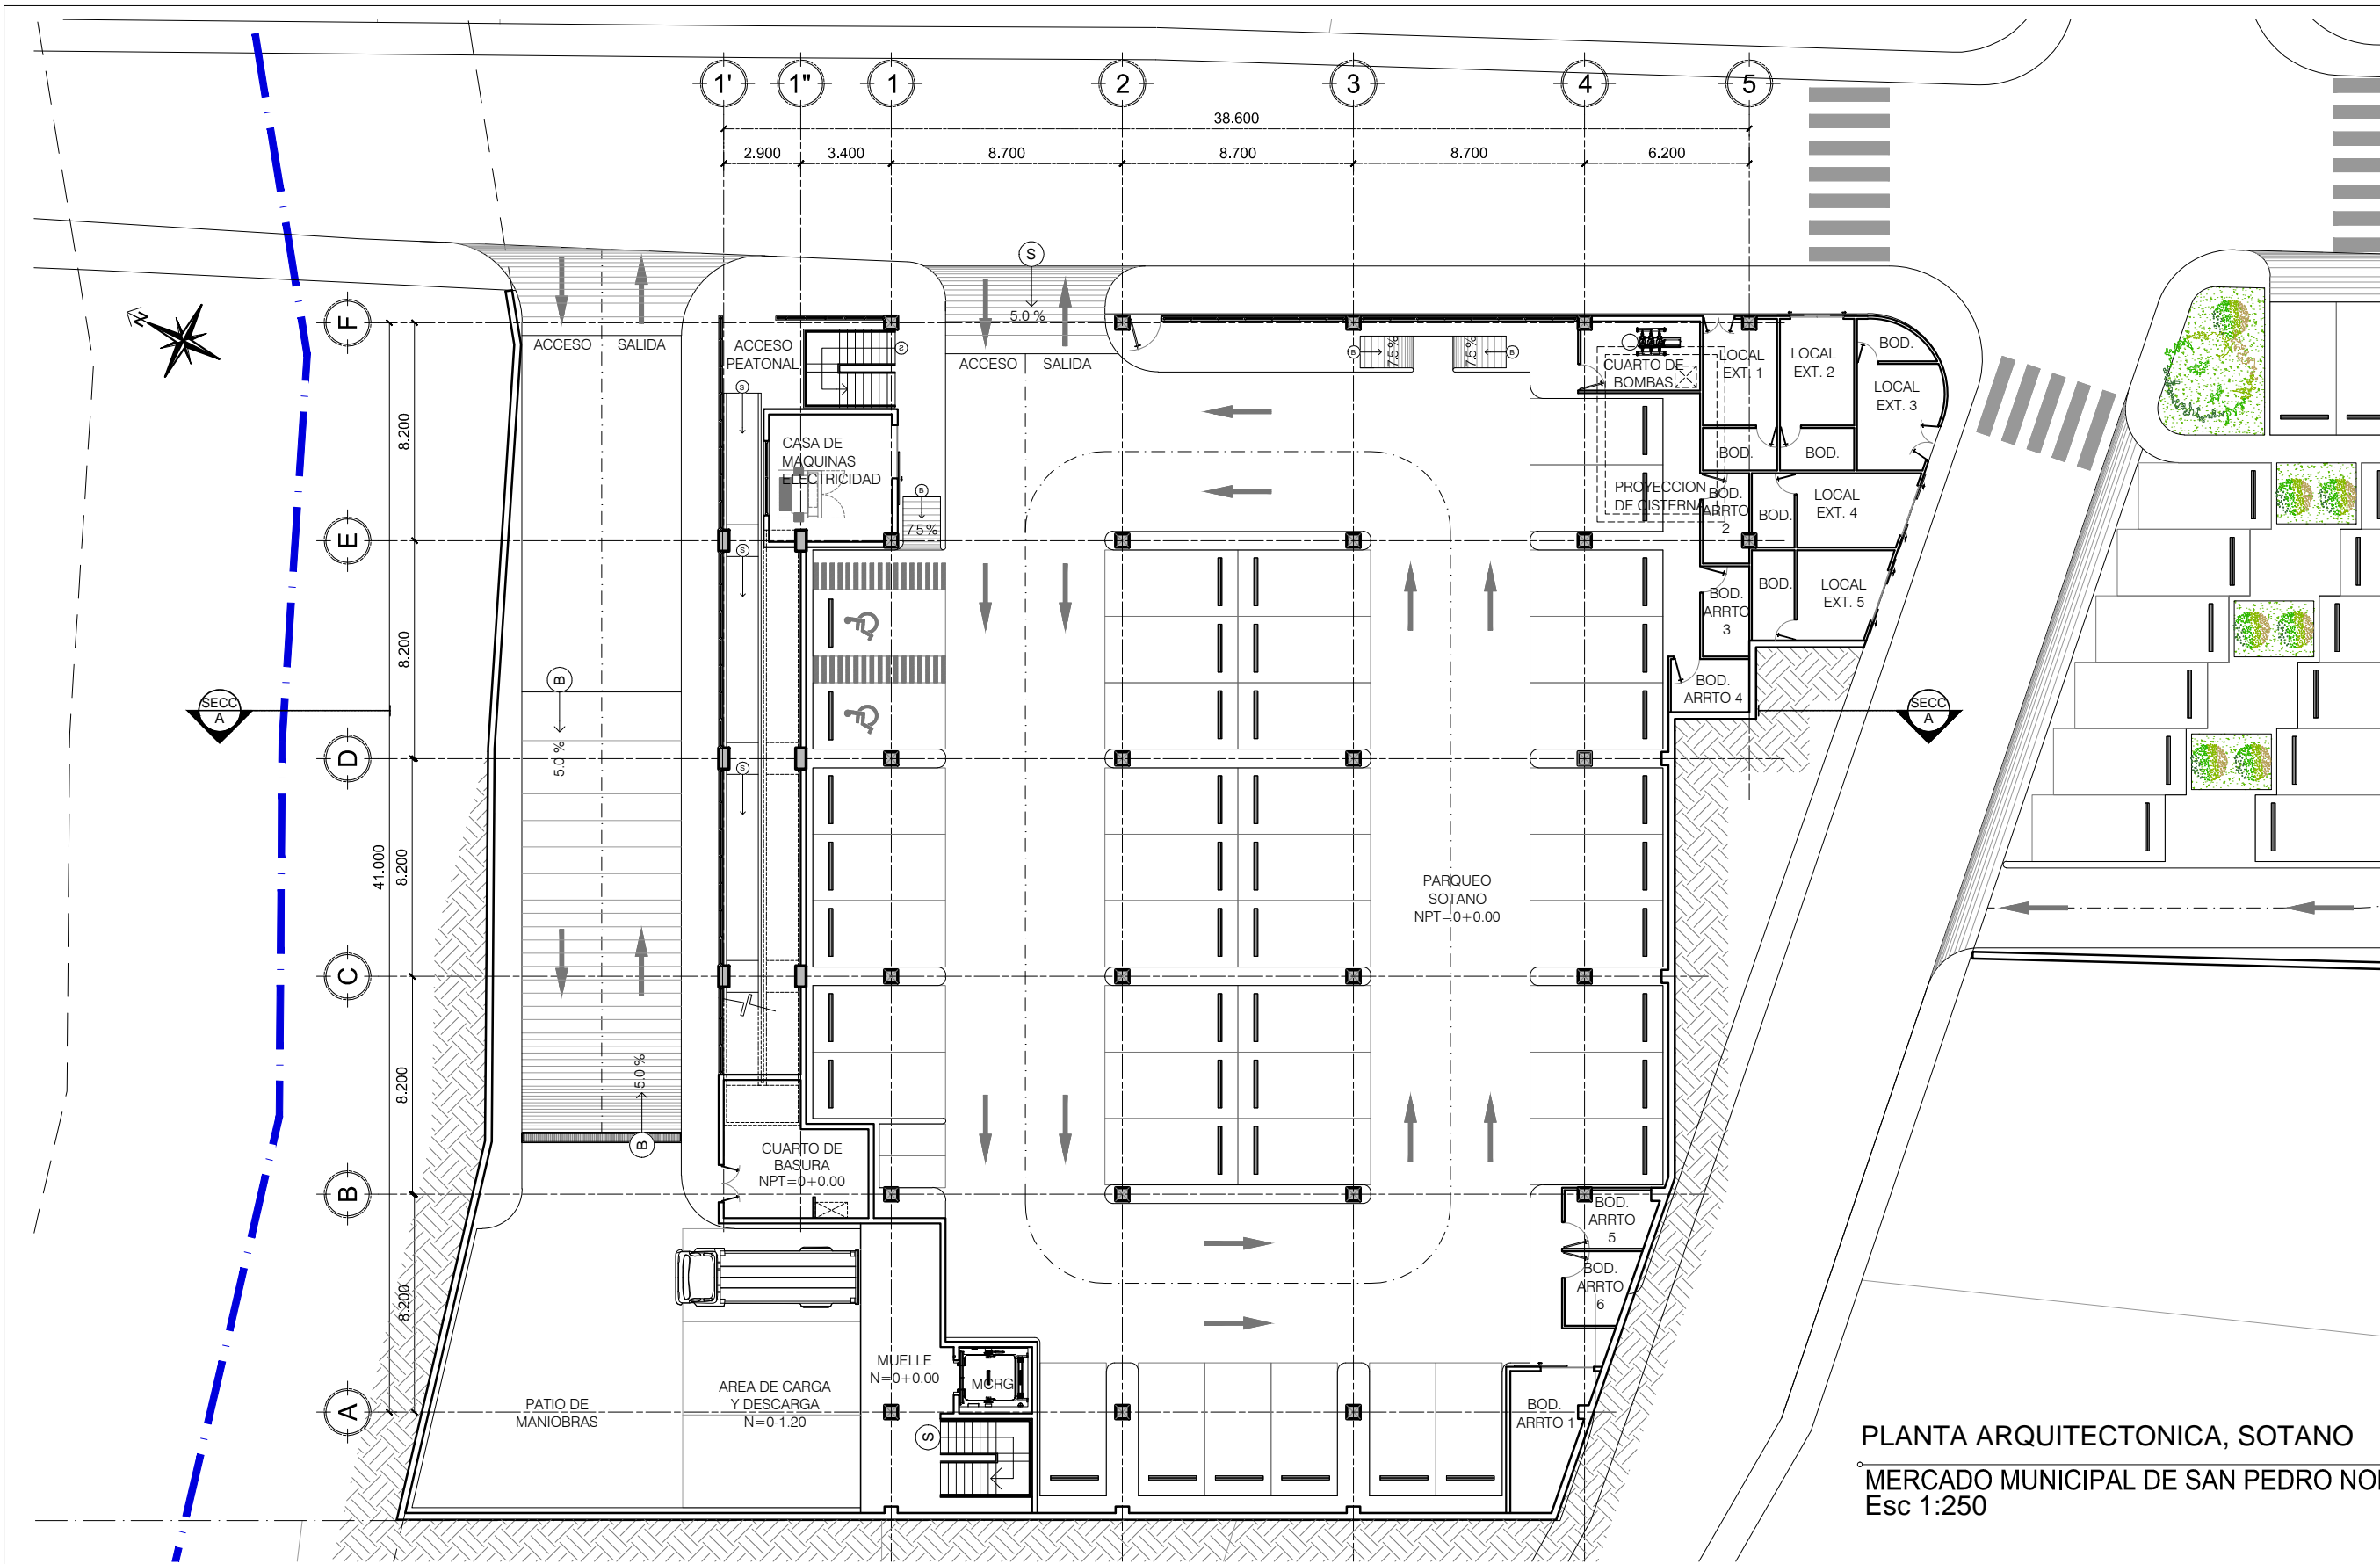 1' 1" 1 2 3 4 5
38.600
2.900 3.400 8.700 8.700 8.700 6.200
S
5.0 %
N
F
ACCESO SALIDA
ACCESO
PEATONAL
S
ACCESO SALIDA
B
7.5 %
7.5 %
B
CUARTO DE
BOMBAS
LOCAL
EXT. 1
LOCAL
EXT. 2
BOD.
LOCAL
EXT. 3
S
8.200
CASA DE
MAQUINAS
ELECTRICIDAD
BOD.
BOD.
B
7.5 %
PROYECCION
DE CISTERNA
BOD.
ARRTO
2
BOD.
LOCAL
EXT. 4
E
S
BOD.
ARRTO
3
BOD.
LOCAL
EXT. 5
8.200
B
5.0 %
BOD.
ARRTO 4
SECC
A
SECC
A
D
S
41.000
8.200
PARQUEO
SOTANO
NPT=0+0.00
C
8.200
5.0 %
B
CUARTO DE
BASURA
NPT=0+0.00
B
BOD.
ARRTO
5
BOD.
ARRTO
6
8.200
MUELLE
N=0+0.00
MCRG
AREA DE CARGA
Y DESCARGA
N=0-1.20
PATIO DE
MANIOBRAS
A
S
BOD.
ARRTO 1
PLANTA ARQUITECTONICA, SOTANO
MERCADO MUNICIPAL DE SAN PEDRO
Esc 1:250